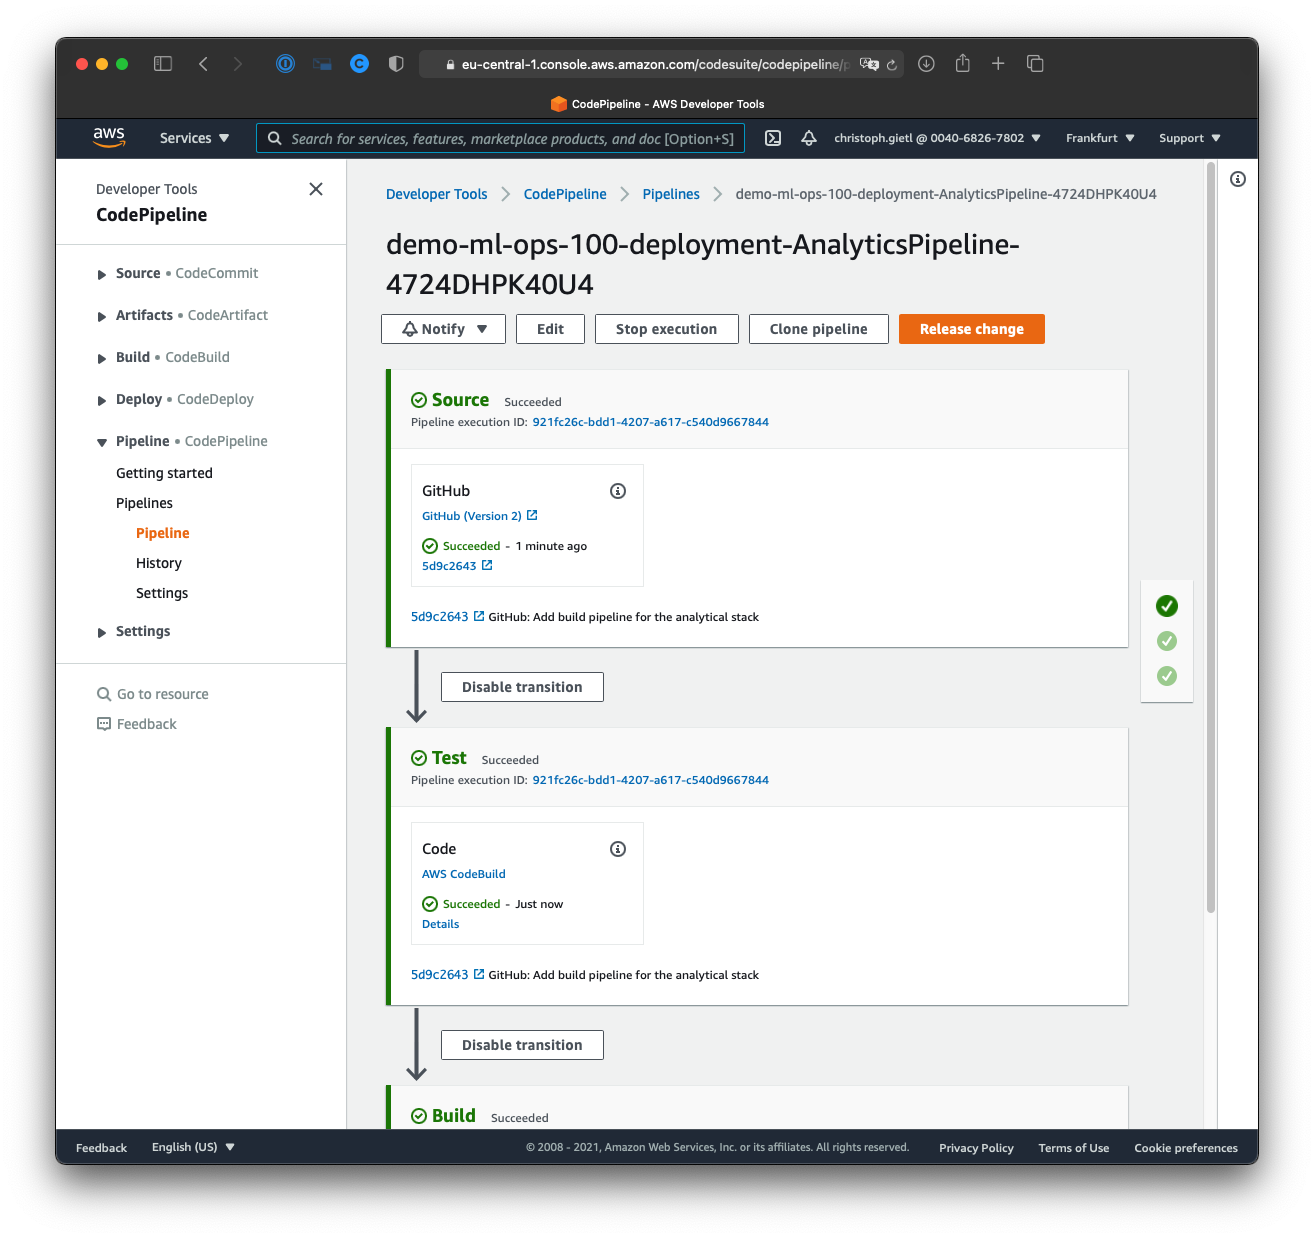 eu-central-1.console.aws.amazon.com/codesuite/codepipeline/
CodePipeline – AWS Developer Tools
aws
Services
Search for services, features, marketplace products, and doc [Option+S]
christoph.gietl @ 0040-6826-7802
Frankfurt
Support
Developer Tools
CodePipeline
Source • CodeCommit
Artifacts • CodeArtifact
Build • CodeBuild
Deploy • CodeDeploy
Pipeline • CodePipeline
Getting started
Pipelines
Pipeline
History
Settings
Settings
Go to resource
Feedback
Developer Tools
CodePipeline
Pipelines
demo-ml-ops-100-deployment-AnalyticsPipeline-4724DHPK40U4
demo-ml-ops-100-deployment-AnalyticsPipeline-
4724DHPK40U4
Notify
Edit
Stop execution
Clone pipeline
Release change
Source Succeeded
Pipeline execution ID: 921fc26c-bdd1-4207-a617-c540d9667844
GitHub
GitHub (Version 2)
Succeeded - 1 minute ago
5d9c2643
5d9c2643 GitHub: Add build pipeline for the analytical stack
Disable transition
Test Succeeded
Pipeline execution ID: 921fc26c-bdd1-4207-a617-c540d9667844
Code
AWS CodeBuild
Succeeded - Just now
Details
5d9c2643 GitHub: Add build pipeline for the analytical stack
Disable transition
Build Succeeded
Feedback
English (US)
© 2008 - 2021, Amazon Web Services, Inc. or its affiliates. All rights reserved.
Privacy Policy
Terms of Use
Cookie preferences